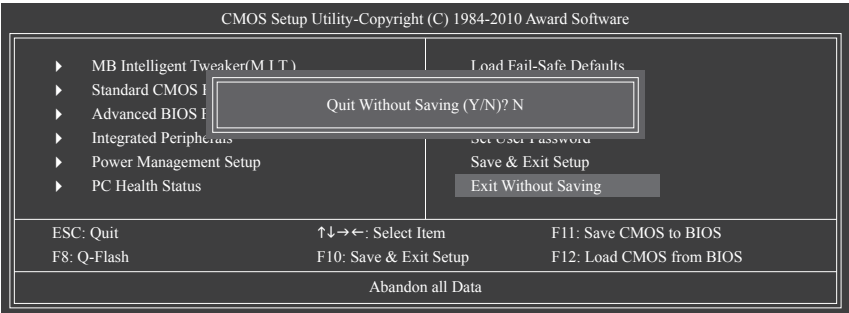 CMOS Setup Utility-Copyright (C) 1984-2010 Award Software
MB Intelligent Tweaker(M.I.T.)
Standard CMOS
Advanced BIOS
Integrated Peripherals
Power Management Setup
PC Health Status
Load Fail-Safe Defaults
Set User Password
Save & Exit Setup
Exit Without Saving
Quit Without Saving (Y/N)? N
ESC: Quit
↑↓→←: Select Item
F11: Save CMOS to BIOS
F8: Q-Flash
F10: Save & Exit Setup
F12: Load CMOS from BIOS
Abandon all Data